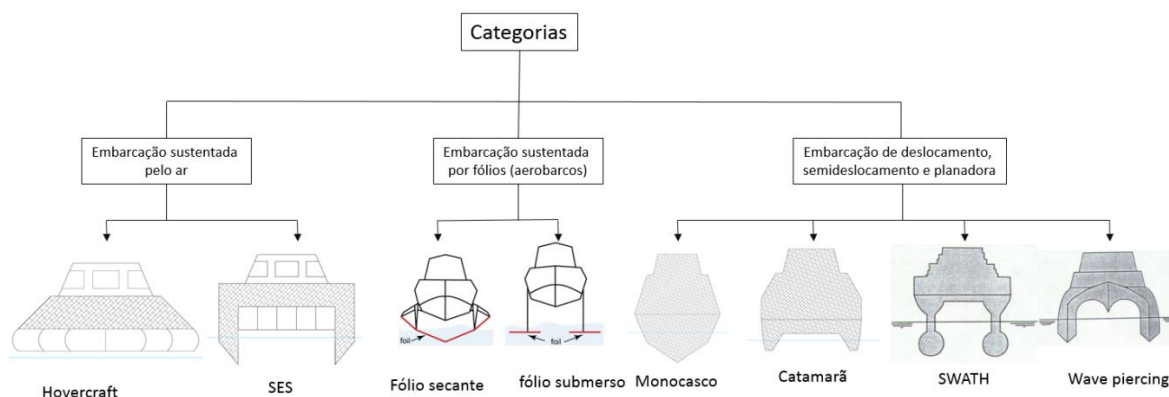 Categorias
Embarcação sustentada
pelo ar
Embarcação sustentada
por fólios (aerobarcos)
Embarcação de deslocamento,
semideslocamento e planadora
foil
foil
Hovercraft
SES
Fólio secante
fólio submerso
Monocasco
Catamarã
SWATH
Wave piercing